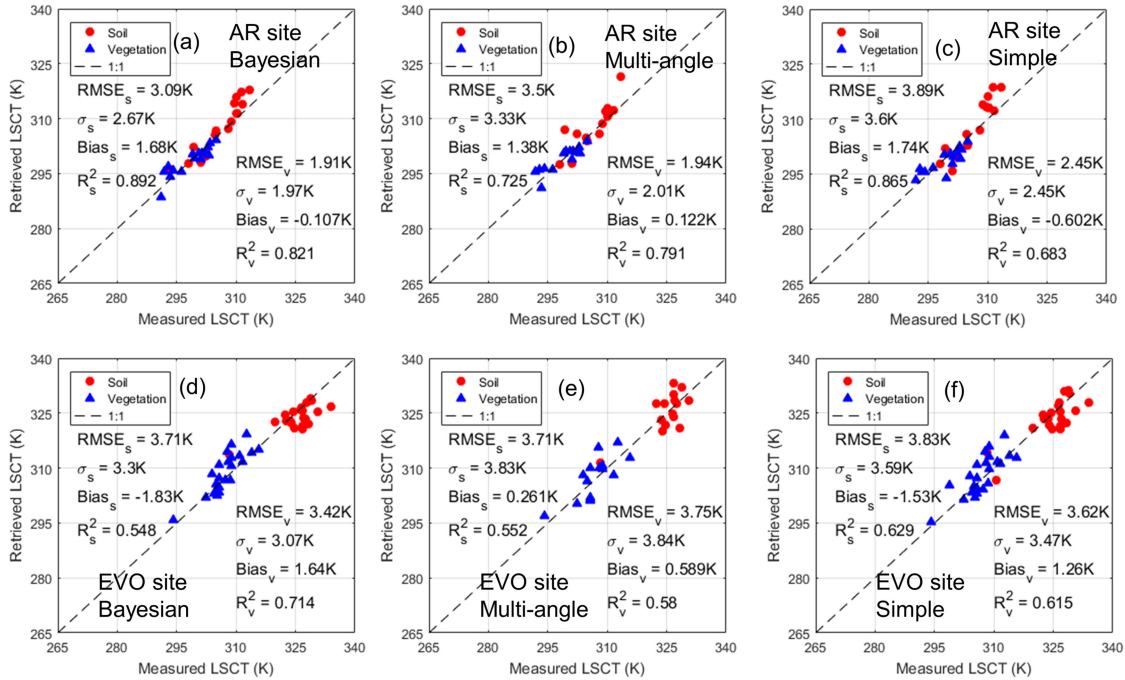 340
325
310
295
280
265
265
280
295
310
325
340
Retrieved LSCT (K)
Measured LSCT (K)
Soil
Vegetation
1:1
(a)
AR site
Bayesian
RMSE_s = 3.09K
σ_s = 2.67K
Bias_s = 1.68K
R_s^2 = 0.892
RMSE_v = 1.91K
σ_v = 1.97K
Bias_v = -0.107K
R_v^2 = 0.821
340
325
310
295
280
265
265
280
295
310
325
340
Retrieved LSCT (K)
Measured LSCT (K)
Soil
Vegetation
1:1
(b)
AR site
Multi-angle
RMSE_s = 3.5K
σ_s = 3.33K
Bias_s = 1.38K
R_s^2 = 0.725
RMSE_v = 1.94K
σ_v = 2.01K
Bias_v = 0.122K
R_v^2 = 0.791
340
325
310
295
280
265
265
280
295
310
325
340
Retrieved LSCT (K)
Measured LSCT (K)
Soil
Vegetation
1:1
(c)
AR site
Simple
RMSE_s = 3.89K
σ_s = 3.6K
Bias_s = 1.74K
R_s^2 = 0.865
RMSE_v = 2.45K
σ_v = 2.45K
Bias_v = -0.602K
R_v^2 = 0.683
340
325
310
295
280
265
265
280
295
310
325
340
Retrieved LSCT (K)
Measured LSCT (K)
Soil
Vegetation
1:1
(d)
RMSE_s = 3.71K
σ_s = 3.3K
Bias_s = -1.83K
R_s^2 = 0.548
RMSE_v = 3.42K
σ_v = 3.07K
Bias_v = 1.64K
R_v^2 = 0.714
EVO site
Bayesian
340
325
310
295
280
265
265
280
295
310
325
340
Retrieved LSCT (K)
Measured LSCT (K)
Soil
Vegetation
1:1
(e)
RMSE_s = 3.71K
σ_s = 3.83K
Bias_s = 0.261K
R_s^2 = 0.552
RMSE_v = 3.75K
σ_v = 3.84K
Bias_v = 0.589K
R_v^2 = 0.58
EVO site
Multi-angle
340
325
310
295
280
265
265
280
295
310
325
340
Retrieved LSCT (K)
Measured LSCT (K)
Soil
Vegetation
1:1
(f)
RMSE_s = 3.83K
σ_s = 3.59K
Bias_s = -1.53K
R_s^2 = 0.629
RMSE_v = 3.62K
σ_v = 3.47K
Bias_v = 1.26K
R_v^2 = 0.615
EVO site
Simple